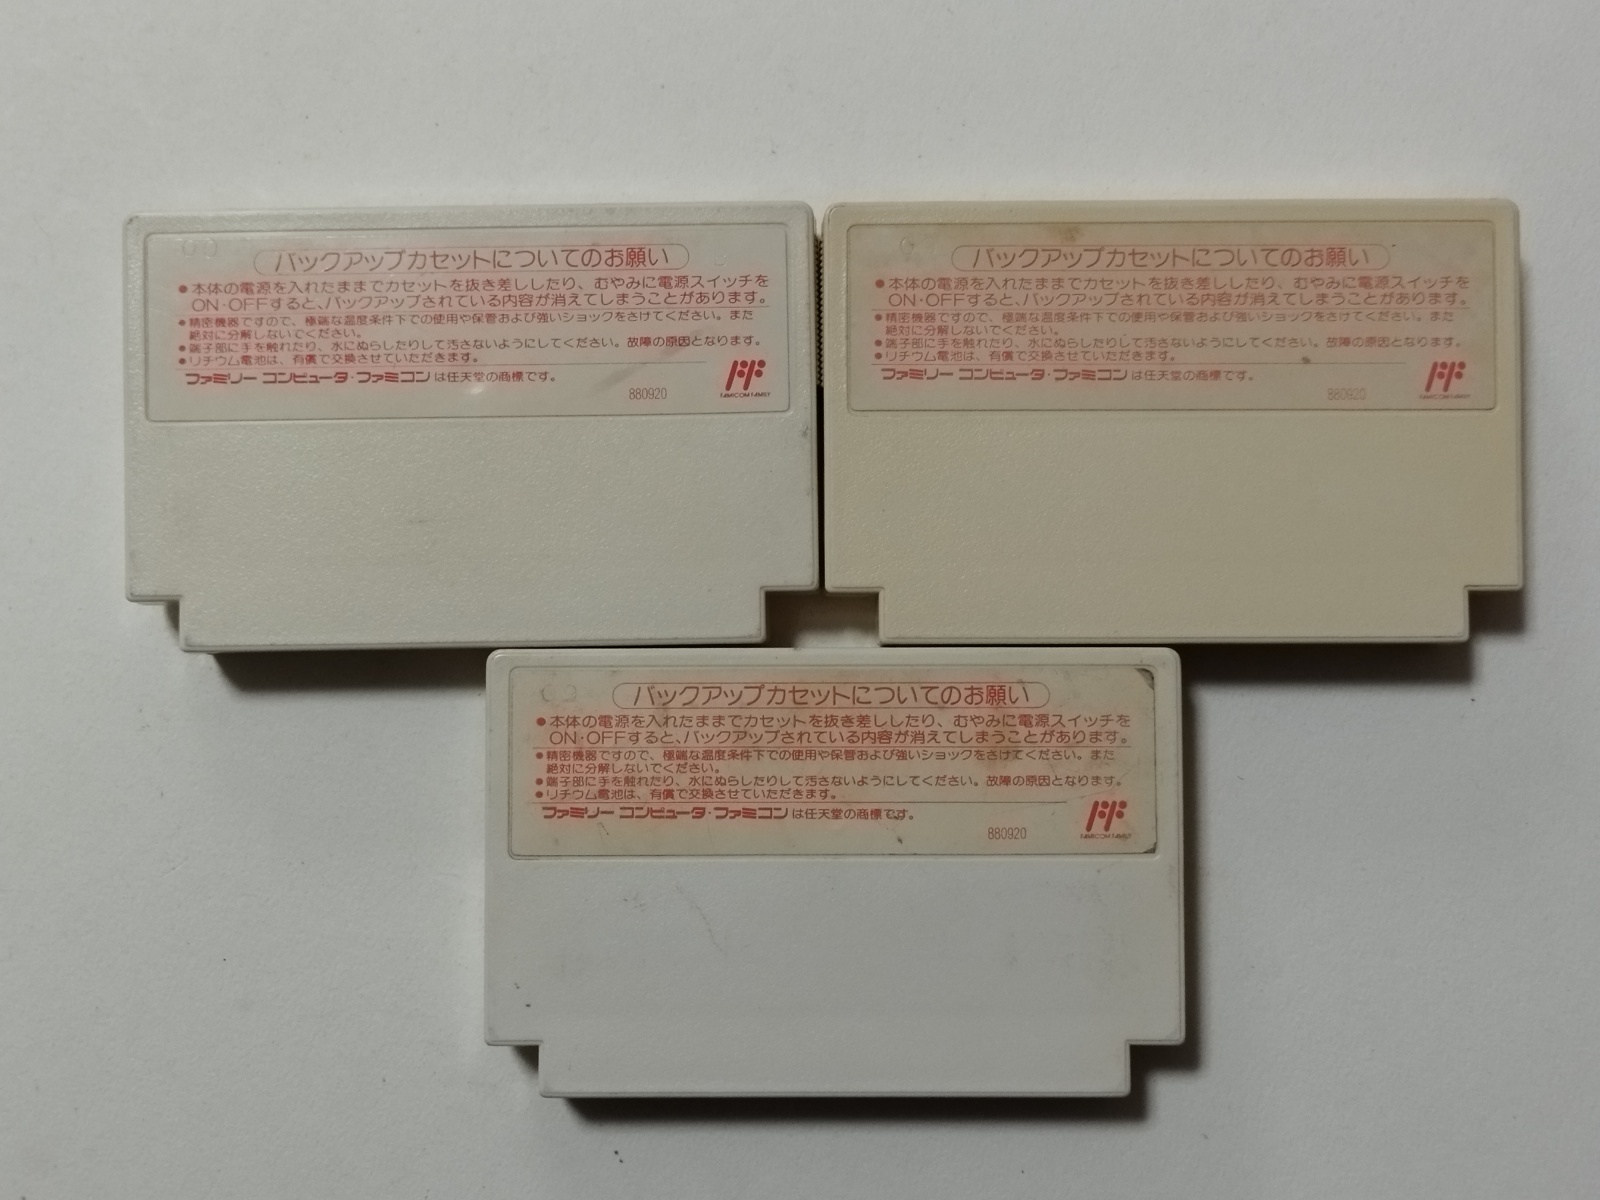 バックアップカセットについてのお願い
●本体の電源を入れたままでカセットを抜き差ししたり、むやみに電源スイッチを
ON・OFFすると、バックアップされている内容が消えてしまうことがあります。
●精密機器ですので、極端な温度条件下での使用や保管および強いショックをさけてください。また
絶対に分解しないでください。
●端子部に手を触れたり、水にぬらしたりして汚さないようにしてください。故障の原因となります。
●リチウム電池は、有償で交換させていただきます。
ファミリー コンピュータ・ファミコン は任天堂の商標です。
880920
FAMICOM FAMILY
バックアップカセットについてのお願い
●本体の電源を入れたままでカセットを抜き差ししたり、むやみに電源スイッチを
ON・OFFすると、バックアップされている内容が消えてしまうことがあります。
●精密機器ですので、極端な温度条件下での使用や保管および強いショックをさけてください。また
絶対に分解しないでください。
●端子部に手を触れたり、水にぬらしたりして汚さないようにしてください。故障の原因となります。
●リチウム電池は、有償で交換させていただきます。
ファミリー コンピュータ・ファミコン は任天堂の商標です。
880920
FAMICOM FAMILY
バックアップカセットについてのお願い
●本体の電源を入れたままでカセットを抜き差ししたり、むやみに電源スイッチを
ON・OFFすると、バックアップされている内容が消えてしまうことがあります。
●精密機器ですので、極端な温度条件下での使用や保管および強いショックをさけてください。また
絶対に分解しないでください。
●端子部に手を触れたり、水にぬらしたりして汚さないようにしてください。故障の原因となります。
●リチウム電池は、有償で交換させていただきます。
ファミリー コンピュータ・ファミコン は任天堂の商標です。
880920
FAMICOM FAMILY